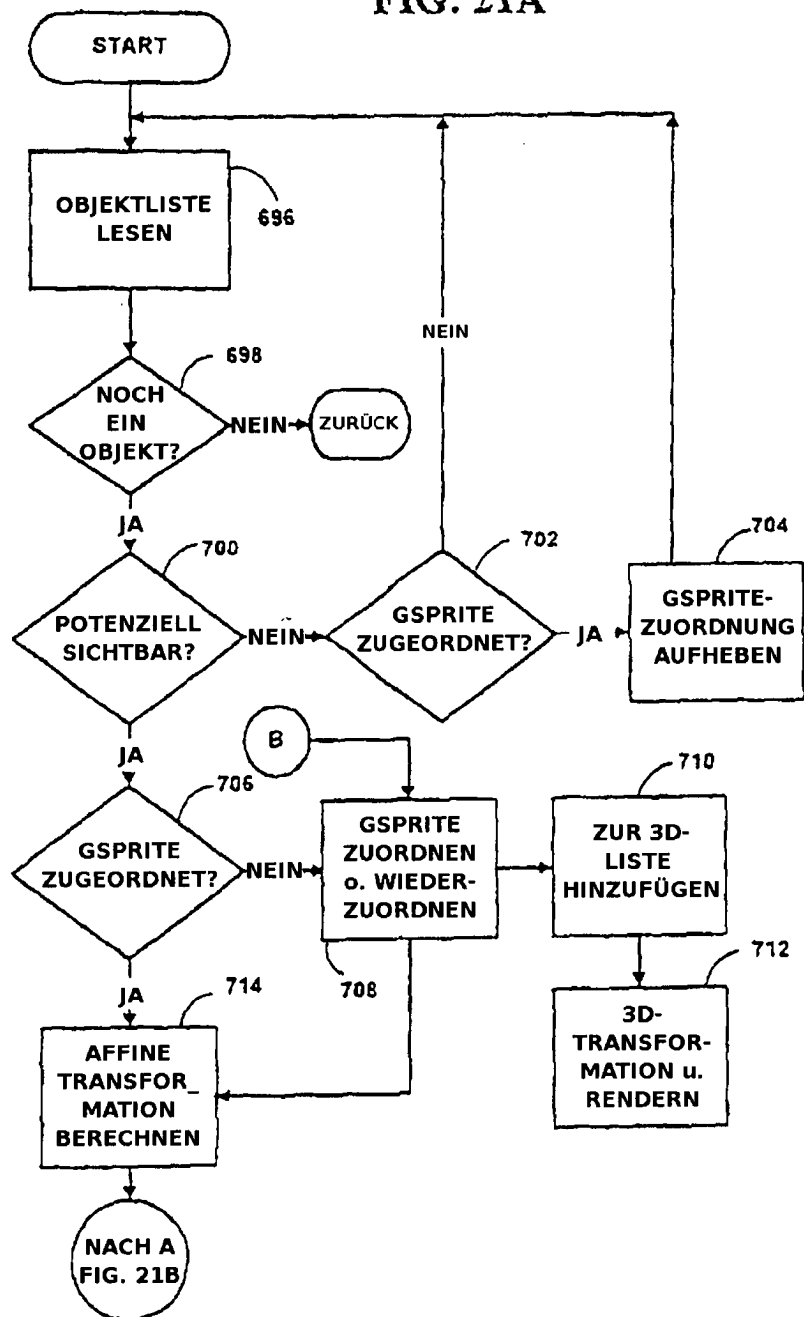 FIG. 21A
START
OBJEKTLISTE
LESEN
696
NOCH
EIN
OBJEKT?
698
NEIN
ZURÜCK
NEIN
JA
POTENZIELL
SICHTBAR?
700
NEIN
GSPRITE
ZUGEORDNET?
702
JA
GSPRITE-
ZUORDNUNG
AUFHEBEN
704
JA
B
GSPRITE
ZUGEORDNET?
706
NEIN
GSPRITE
ZUORDNEN
o. WIEDER-
ZUORDNEN
708
ZUR 3D-
LISTE
HINZUFÜGEN
710
3D-
TRANSFOR-
MATION u.
RENDERN
712
JA
AFFINE
TRANSFOR_
MATION
BERECHNEN
714
NACH A
FIG. 21B